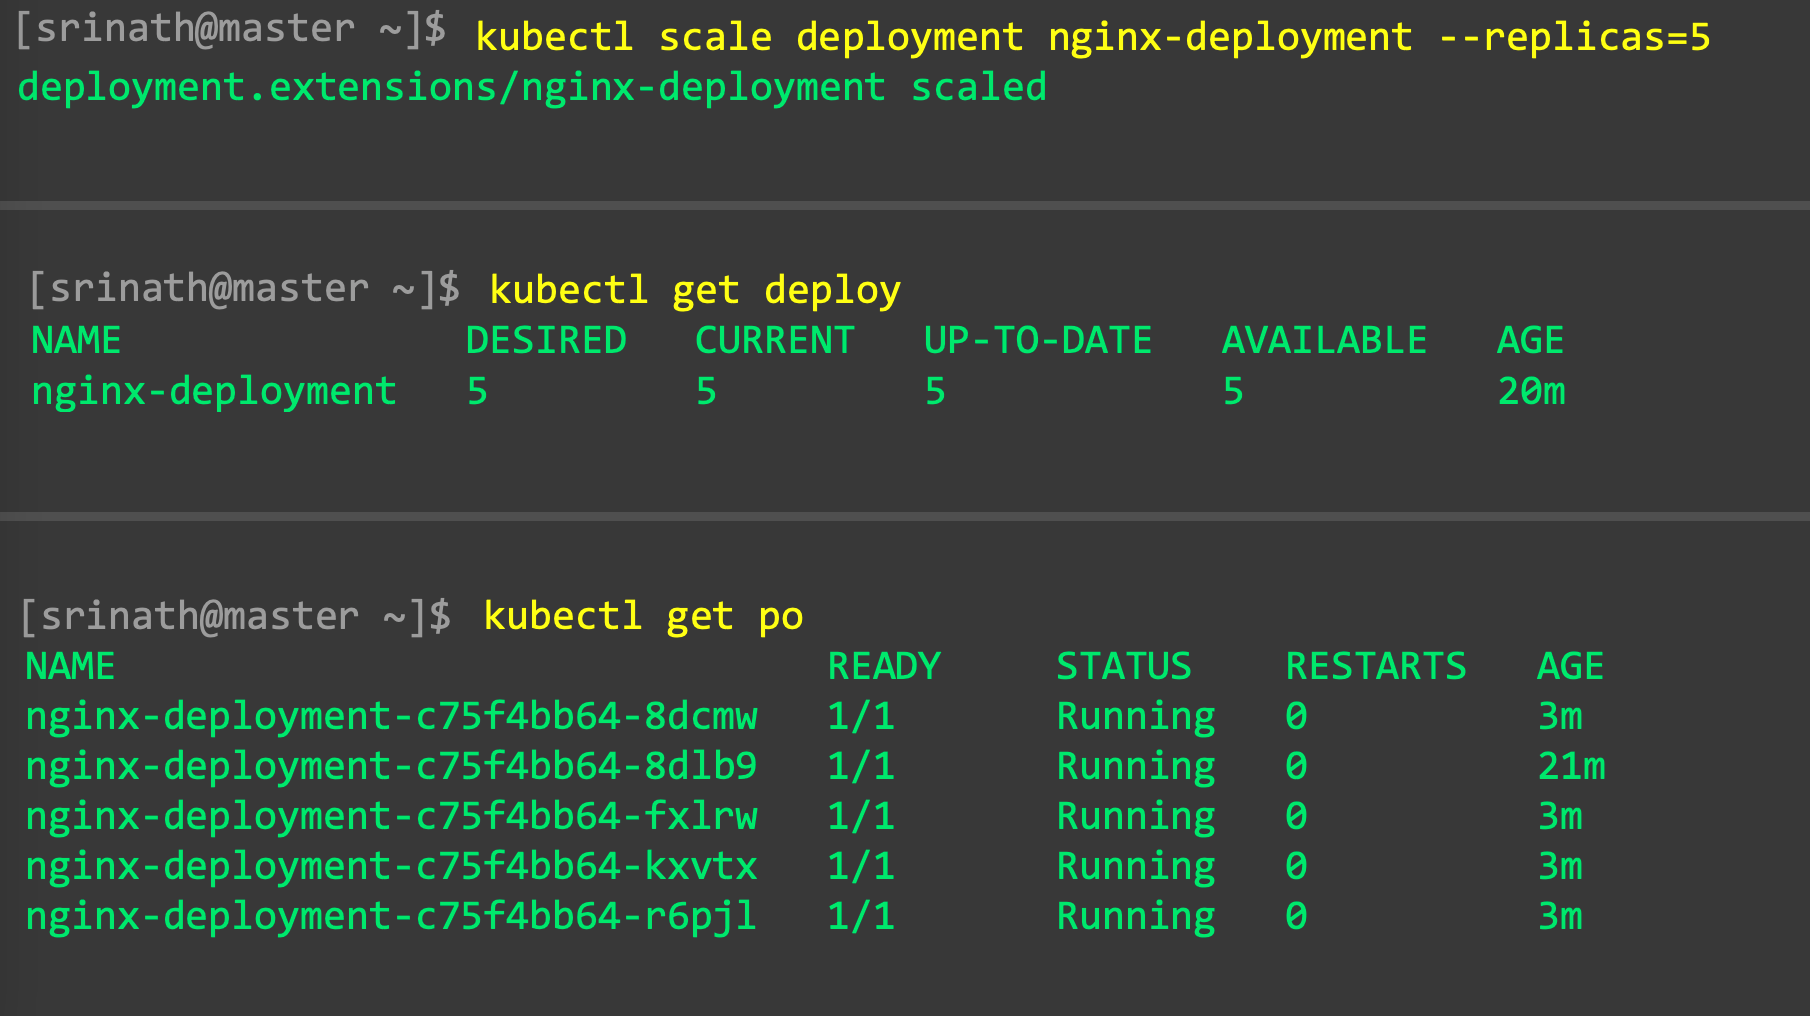 [srinath@master ~]$ kubectl scale deployment nginx-deployment --replicas=5
deployment.extensions/nginx-deployment scaled
[srinath@master ~]$ kubectl get deploy
NAME DESIRED CURRENT UP-TO-DATE AVAILABLE AGE
nginx-deployment 5 5 5 5 20m
[srinath@master ~]$ kubectl get po
NAME READY STATUS RESTARTS AGE
nginx-deployment-c75f4bb64-8dcmw 1/1 Running 0 3m
nginx-deployment-c75f4bb64-8dlb9 1/1 Running 0 21m
nginx-deployment-c75f4bb64-fxlrw 1/1 Running 0 3m
nginx-deployment-c75f4bb64-kxvtx 1/1 Running 0 3m
nginx-deployment-c75f4bb64-r6pjl 1/1 Running 0 3m